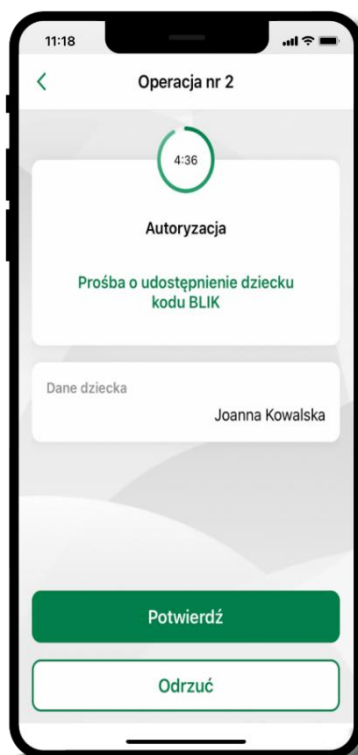 11:18
Operacja nr 2
4:36
Autoryzacja
Prośba o udostępnienie dziecku
kodu BLIK
Dane dziecka
Joanna Kowalska
Potwierdź
Odrzuć